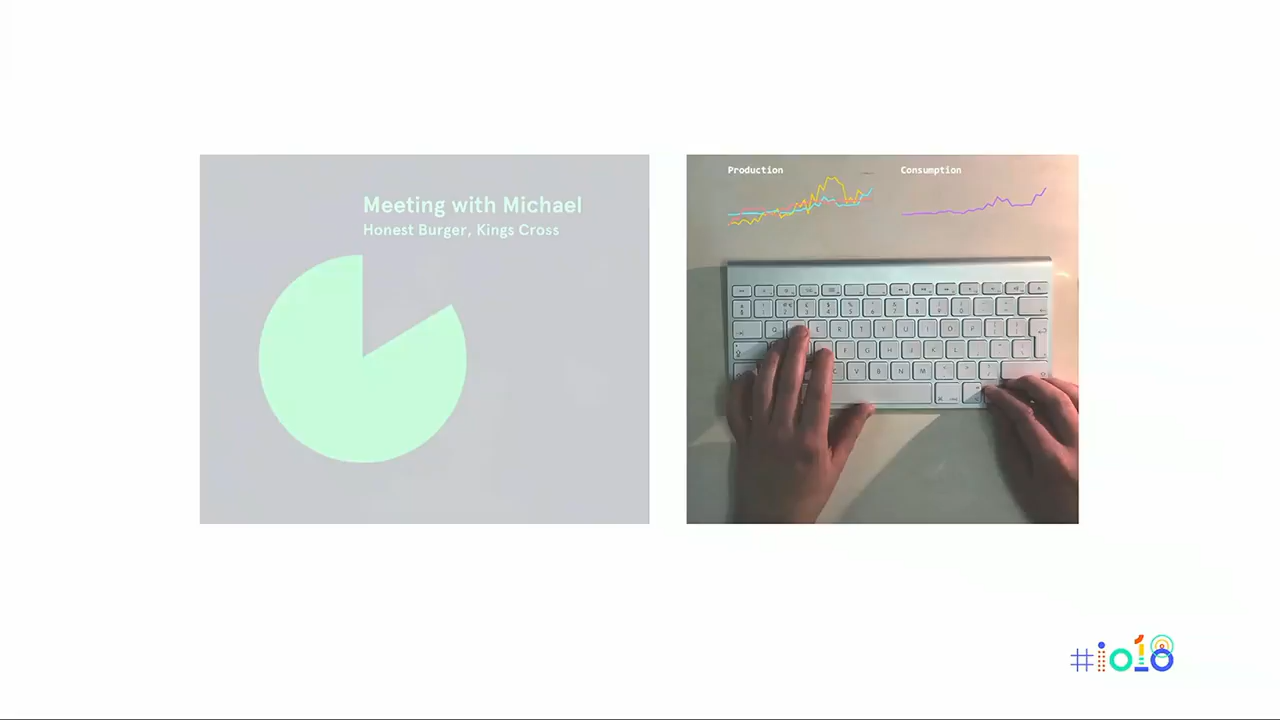 Meeting with Michael
Honest Burger, Kings Cross
Production
Consumption
#io18